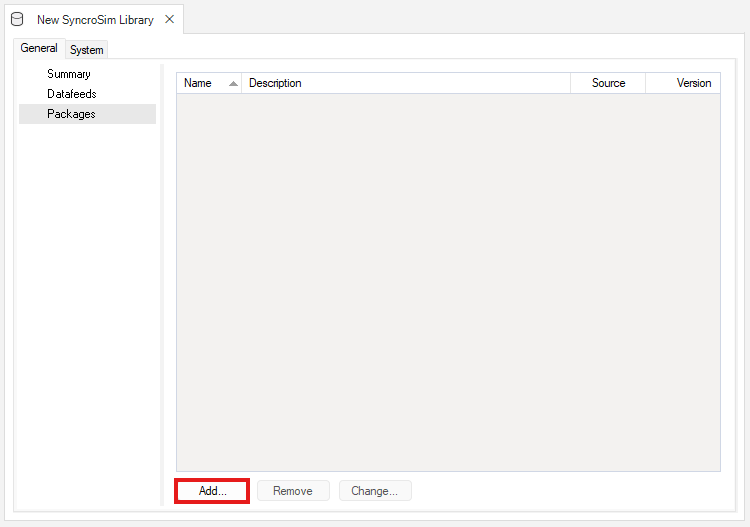 New SyncroSim Library
General System
Summary
Datafeeds
Packages
Name Description Source Version
Add... Remove Change...